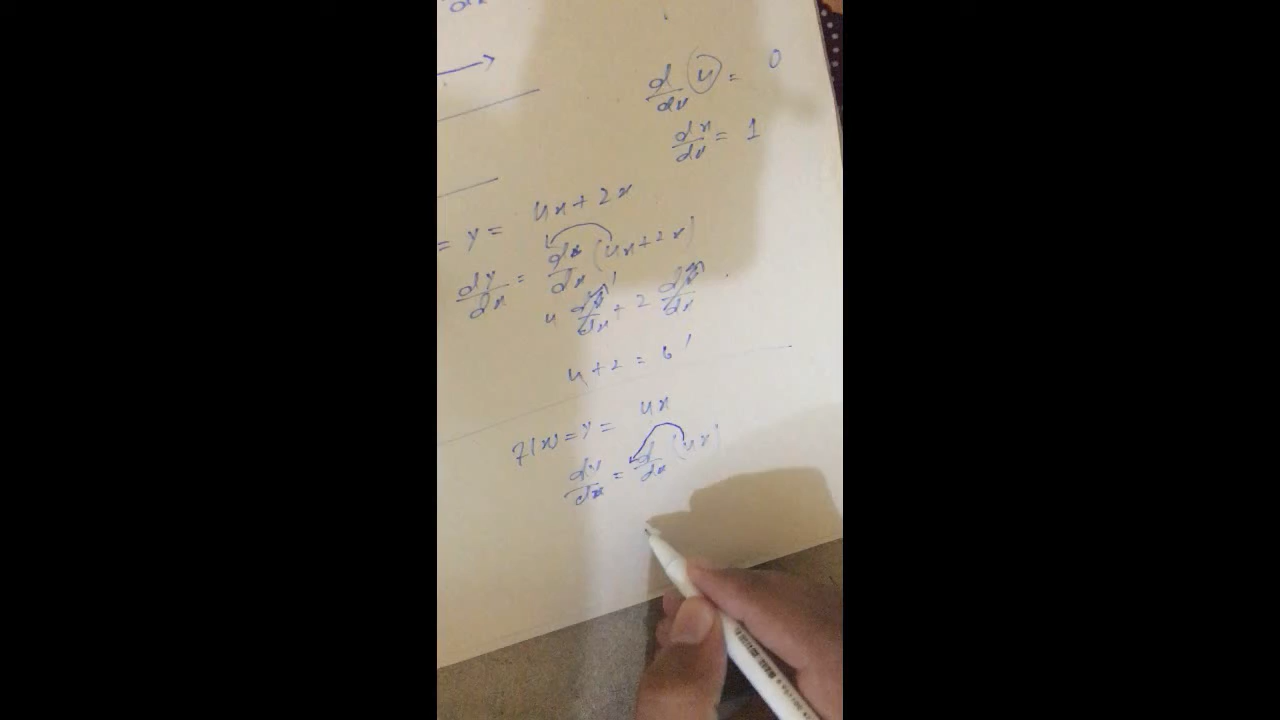 d/dx (4) = 0
dx/dx = 1
= y = 4x + 2x
dy/dx = dx/dx (4x + 2x)
4 dx/dx + 2 dx/dx
4 + 2 = 6
f(x) = y = 4x
dy/dx = d/dx (4x)